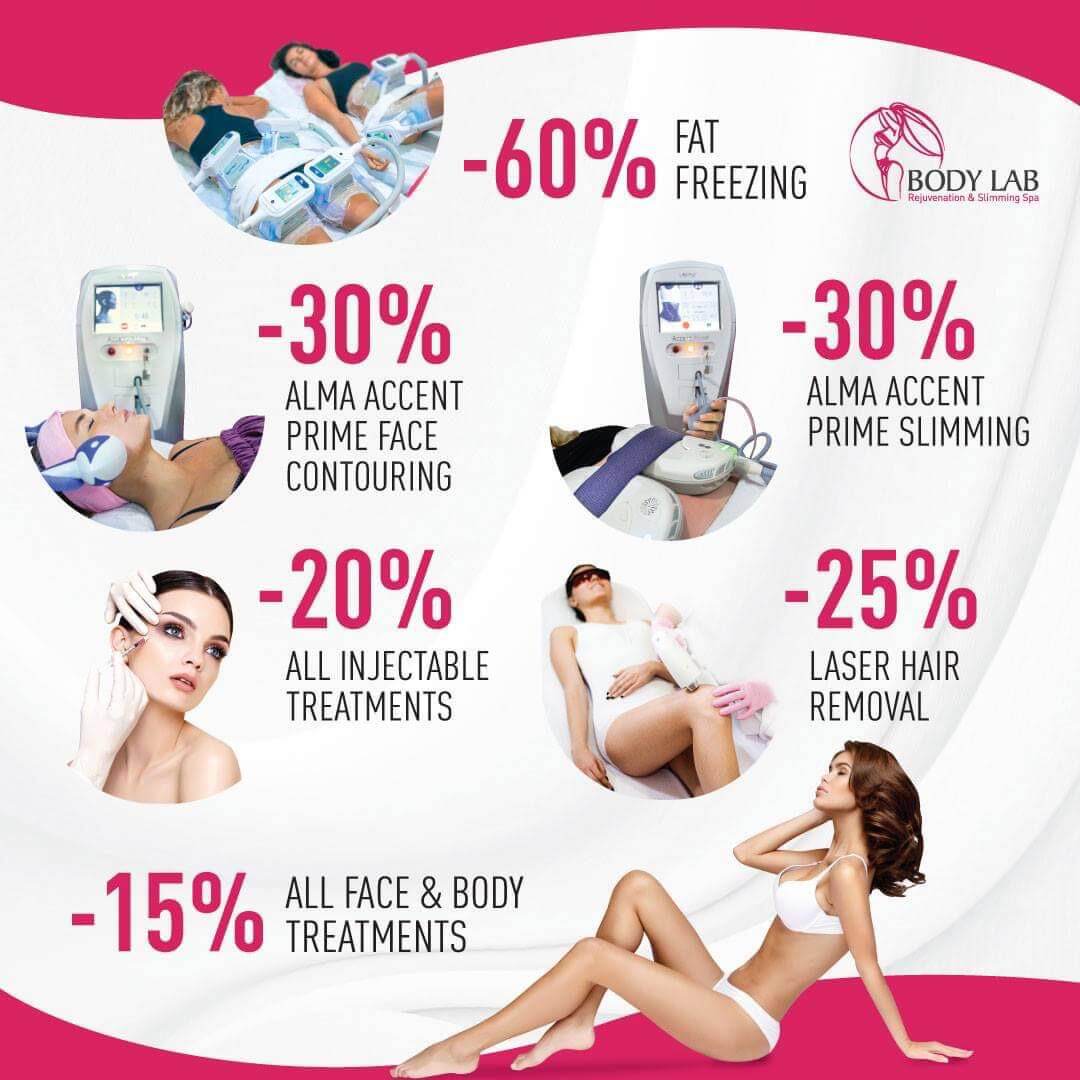 -60%
FAT
FREEZING
BODY LAB
Rejuvenation & Slimming Spa
-30%
ALMA ACCENT
PRIME FACE
CONTOURING
-30%
ALMA ACCENT
PRIME SLIMMING
-20%
ALL INJECTABLE
TREATMENTS
-25%
LASER HAIR
REMOVAL
-15%
ALL FACE & BODY
TREATMENTS